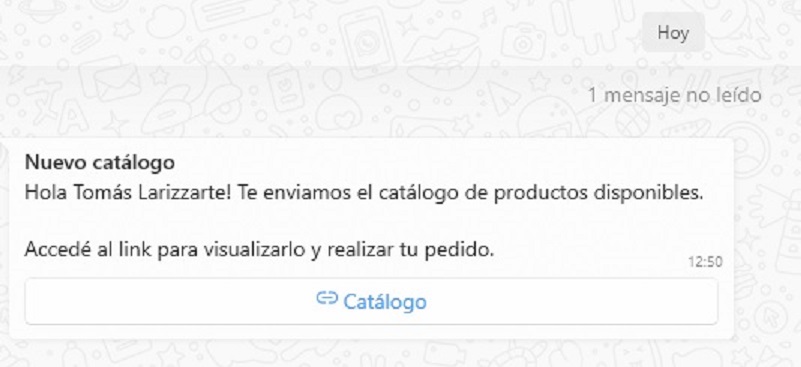 Hoy
1 mensaje no leído
Nuevo catálogo
Hola Tomás Larizzarte! Te enviamos el catálogo de productos disponibles.
Accedé al link para visualizarlo y realizar tu pedido.
12:50
Catálogo